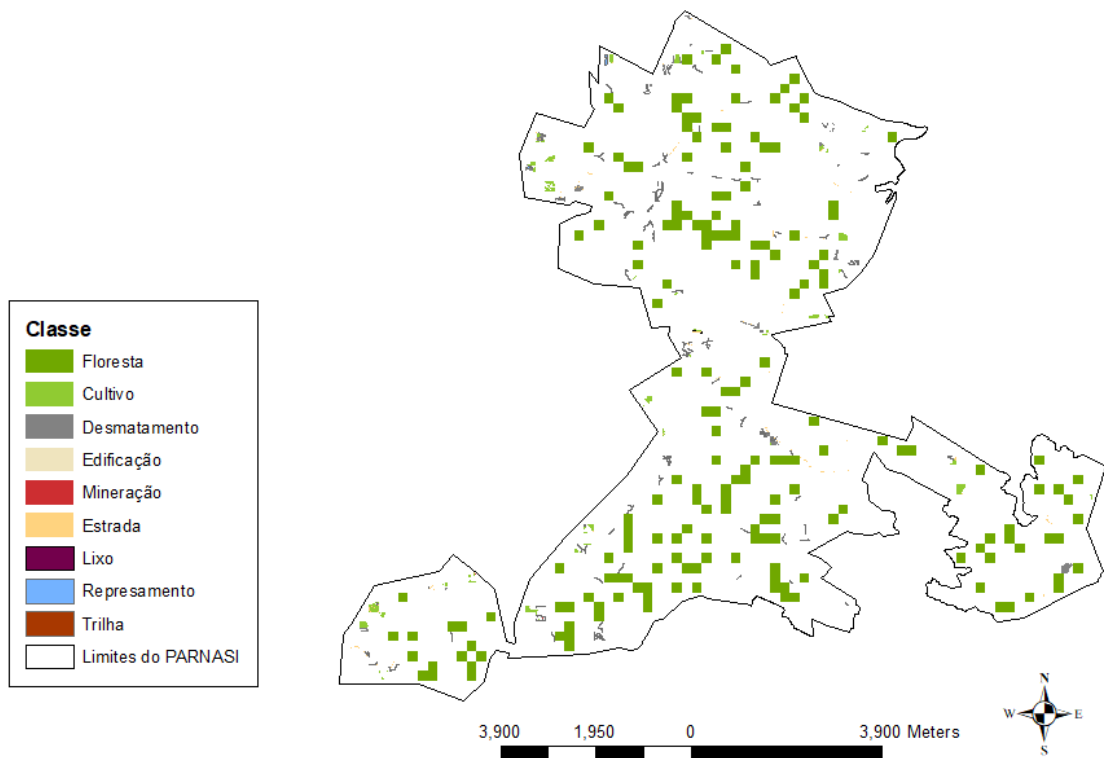 Classe
Floresta
Cultivo
Desmatamento
Edificação
Mineração
Estrada
Lixo
Represamento
Trilha
Limites do PARNASI
N
W E
S
3,900 1,950 0 3,900 Meters